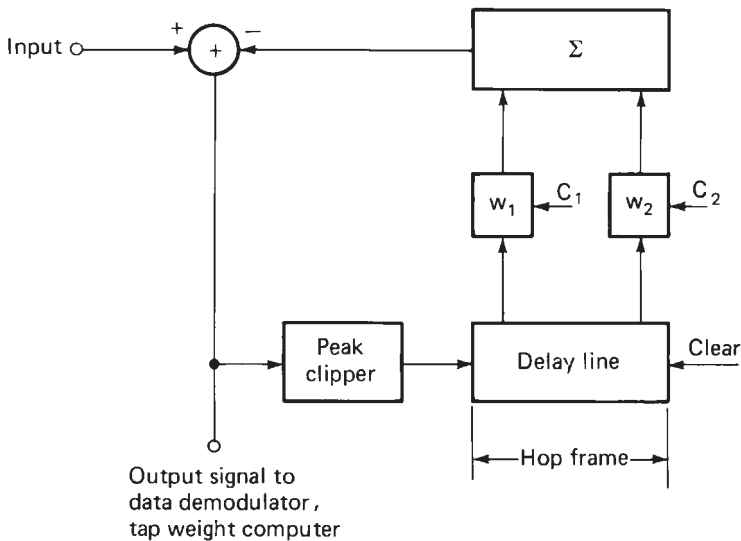 + −
Input +
Σ
w₁ C₁ w₂ C₂
Peak
clipper
Delay line
Clear
Hop frame
Output signal to
data demodulator,
tap weight computer